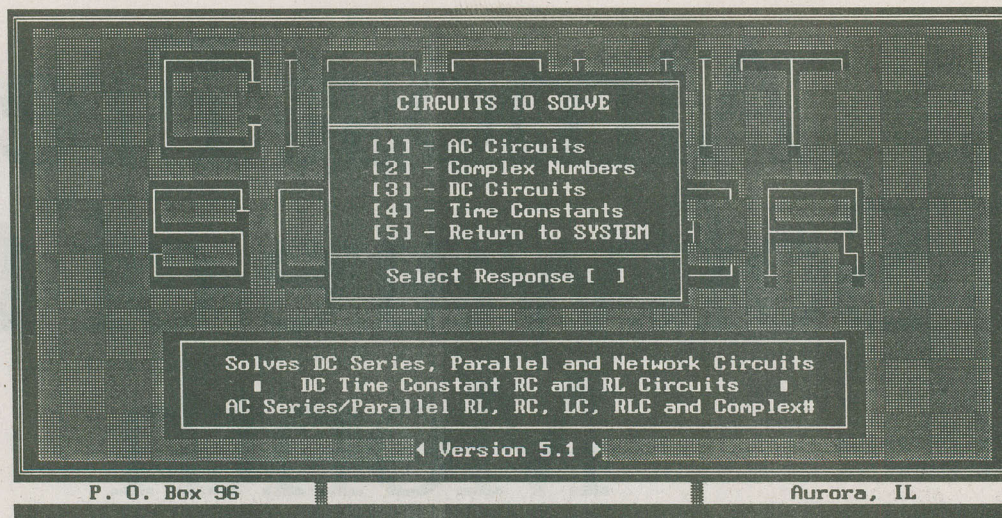 CIRCUITS TO SOLVE
[1] - AC Circuits
[2] - Complex Numbers
[3] - DC Circuits
[4] - Time Constants
[5] - Return to SYSTEM
Select Response [ ]
Solves DC Series, Parallel and Network Circuits
DC Time Constant RC and RL Circuits
AC Series/Parallel RL, RC, LC, RLC and Complex#
Version 5.1
P. O. Box 96
Aurora, IL